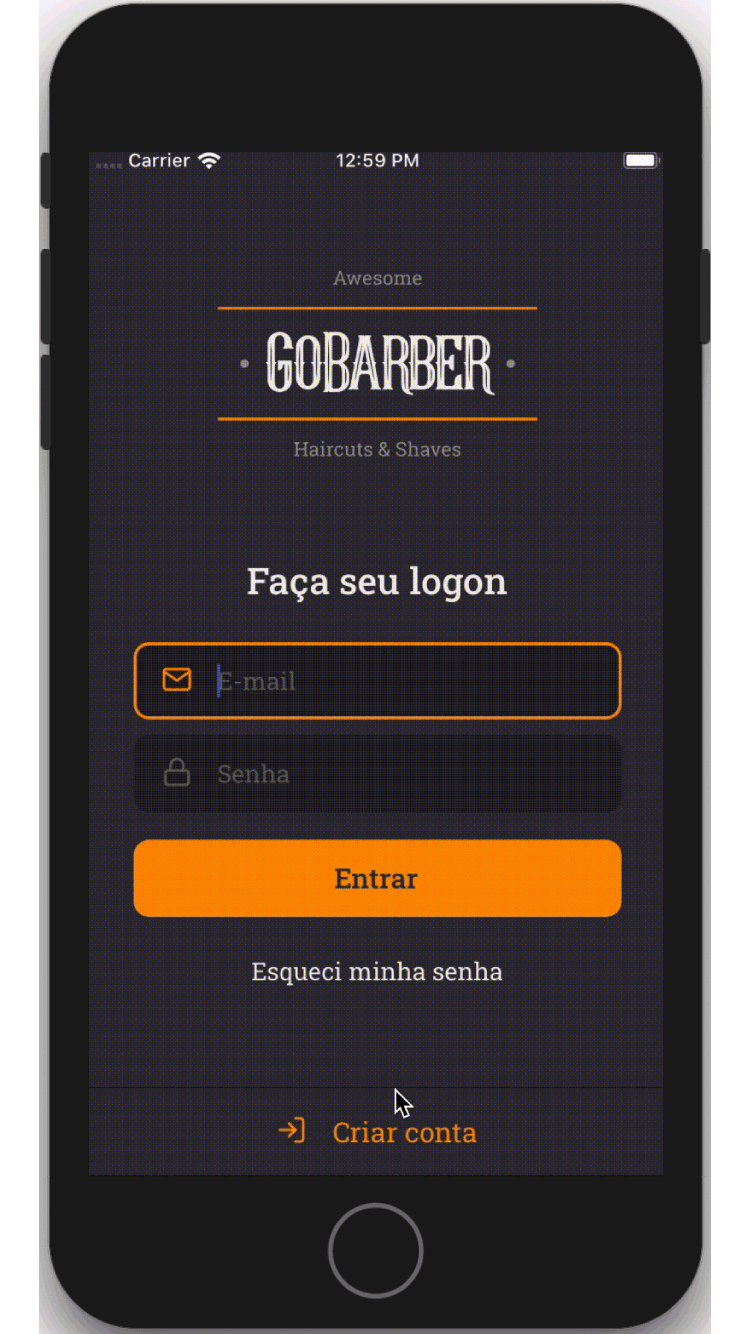 Carrier 12:59 PM
Awesome
GOBARBER
Haircuts & Shaves
Faça seu logon
E-mail
Senha
Entrar
Esqueci minha senha
Criar conta